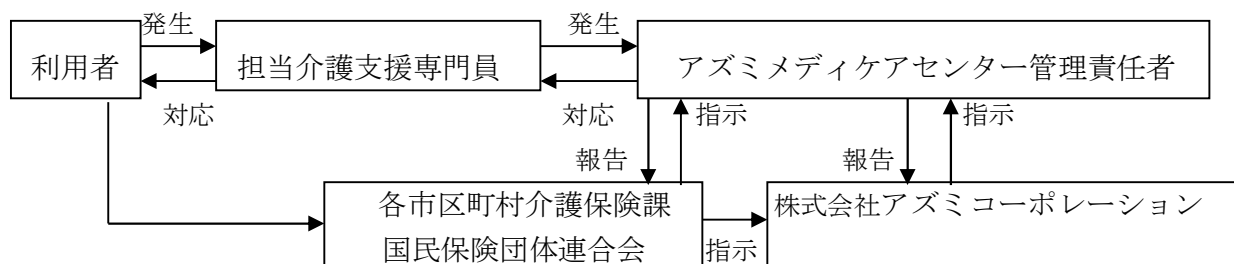 発生
発生
利用者
担当介護支援専門員
アズミメディケアセンター管理責任者
対応
対応
指示
指示
報告
報告
各市区町村介護保険課
国民保険団体連合会
指示
株式会社アズミコーポレーション